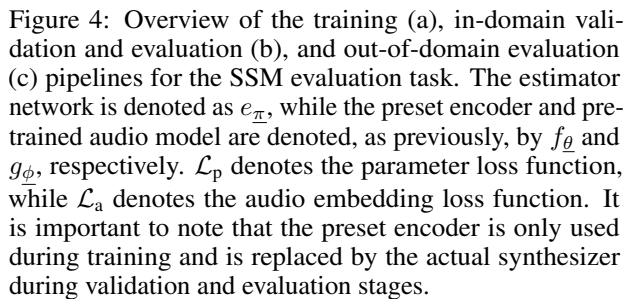 Figure 4: Overview of the training (a), in-domain vali-
dation and evaluation (b), and out-of-domain evaluation
(c) pipelines for the SSM evaluation task. The estimator
network is denoted as e_π, while the preset encoder and pre-
trained audio model are denoted, as previously, by f_θ and
g_ϕ, respectively. ℒ_p denotes the parameter loss function,
while ℒ_a denotes the audio embedding loss function. It
is important to note that the preset encoder is only used
during training and is replaced by the actual synthesizer
during validation and evaluation stages.